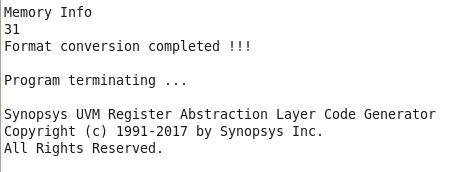 Memory Info
31
Format conversion completed !!!
Program terminating ...
Synopsys UVM Register Abstraction Layer Code Generator
Copyright (c) 1991-2017 by Synopsys Inc.
All Rights Reserved.